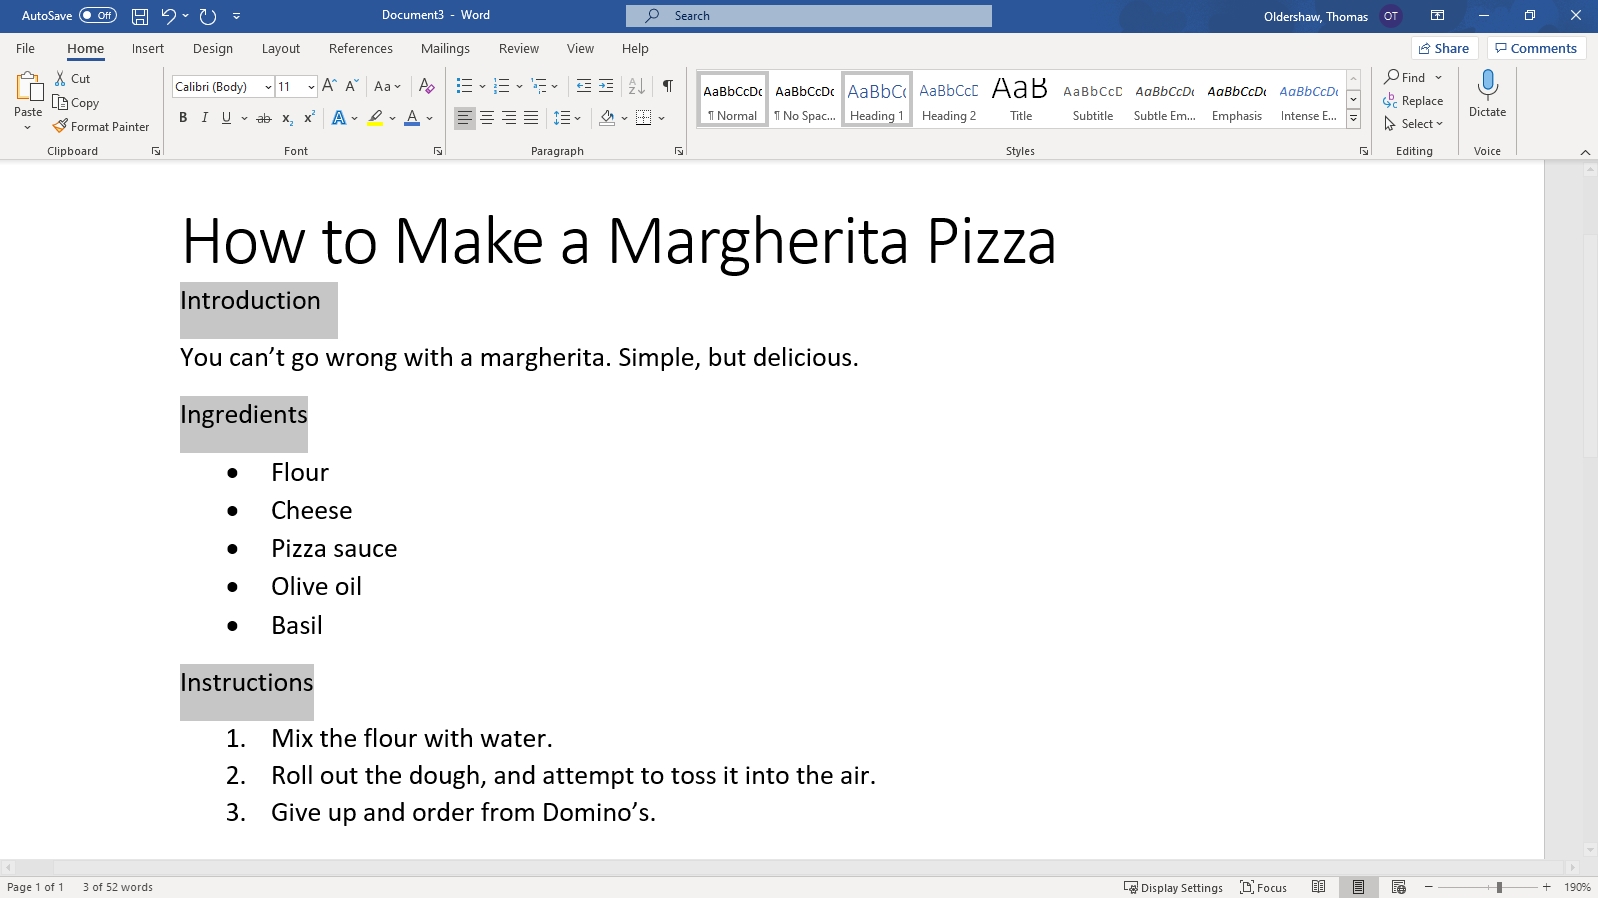 AutoSave Off Document3 - Word Search Oldershaw, Thomas OT
File Home Insert Design Layout References Mailings Review View Help Share Comments
Paste Cut Copy Format Painter Clipboard
Calibri (Body) 11 Aa B I U ab x₂ x² A A Font
Paragraph
AaBbCcDc AaBbCcDc AaBbCc AaBbCcD AaB AaBbCcD AaBbCcDc AaBbCcDc AaBbCcDc
¶ Normal ¶ No Spac... Heading 1 Heading 2 Title Subtitle Subtle Em... Emphasis Intense E...
Styles
Find Replace Select Editing
Dictate Voice
How to Make a Margherita Pizza
Introduction
You can’t go wrong with a margherita. Simple, but delicious.
Ingredients
• Flour
• Cheese
• Pizza sauce
• Olive oil
• Basil
Instructions
1. Mix the flour with water.
2. Roll out the dough, and attempt to toss it into the air.
3. Give up and order from Domino’s.
Page 1 of 1 3 of 52 words Display Settings Focus 190%